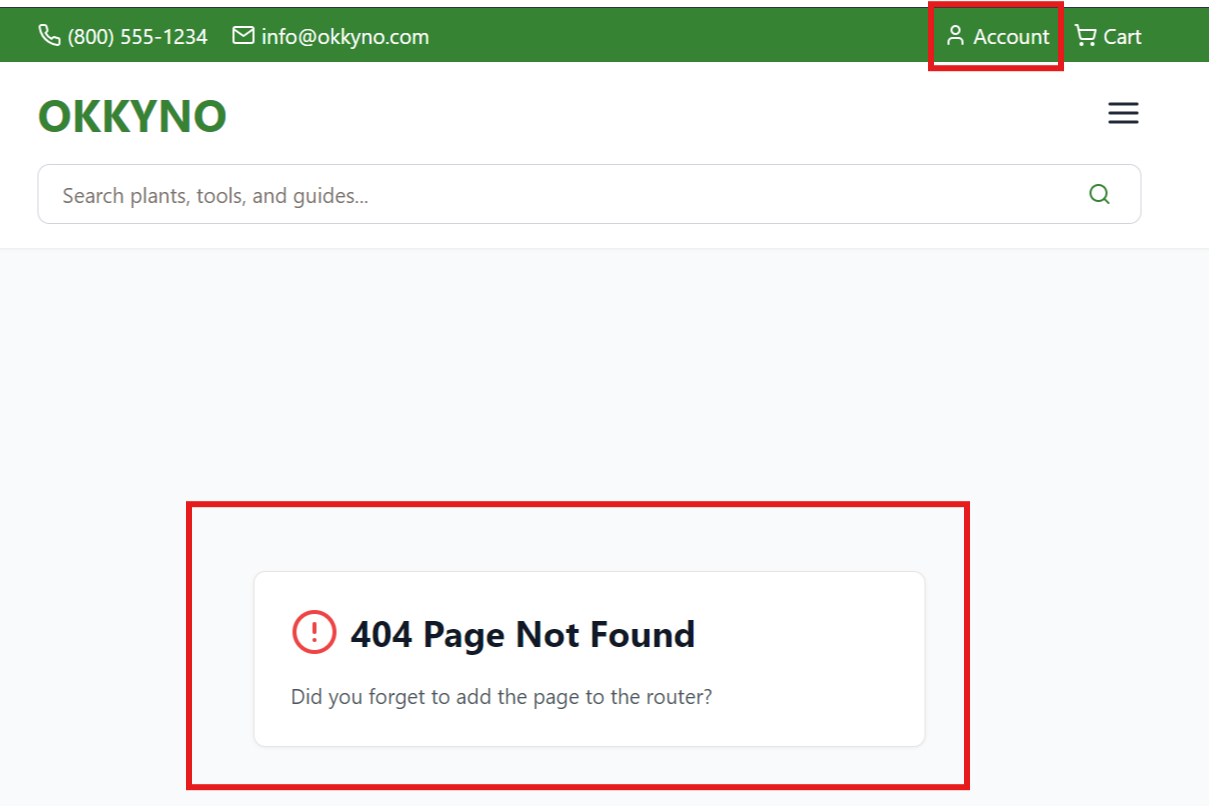 (800) 555-1234 info@okkyno.com Account Cart
OKKYNO
Search plants, tools, and guides...
404 Page Not Found
Did you forget to add the page to the router?